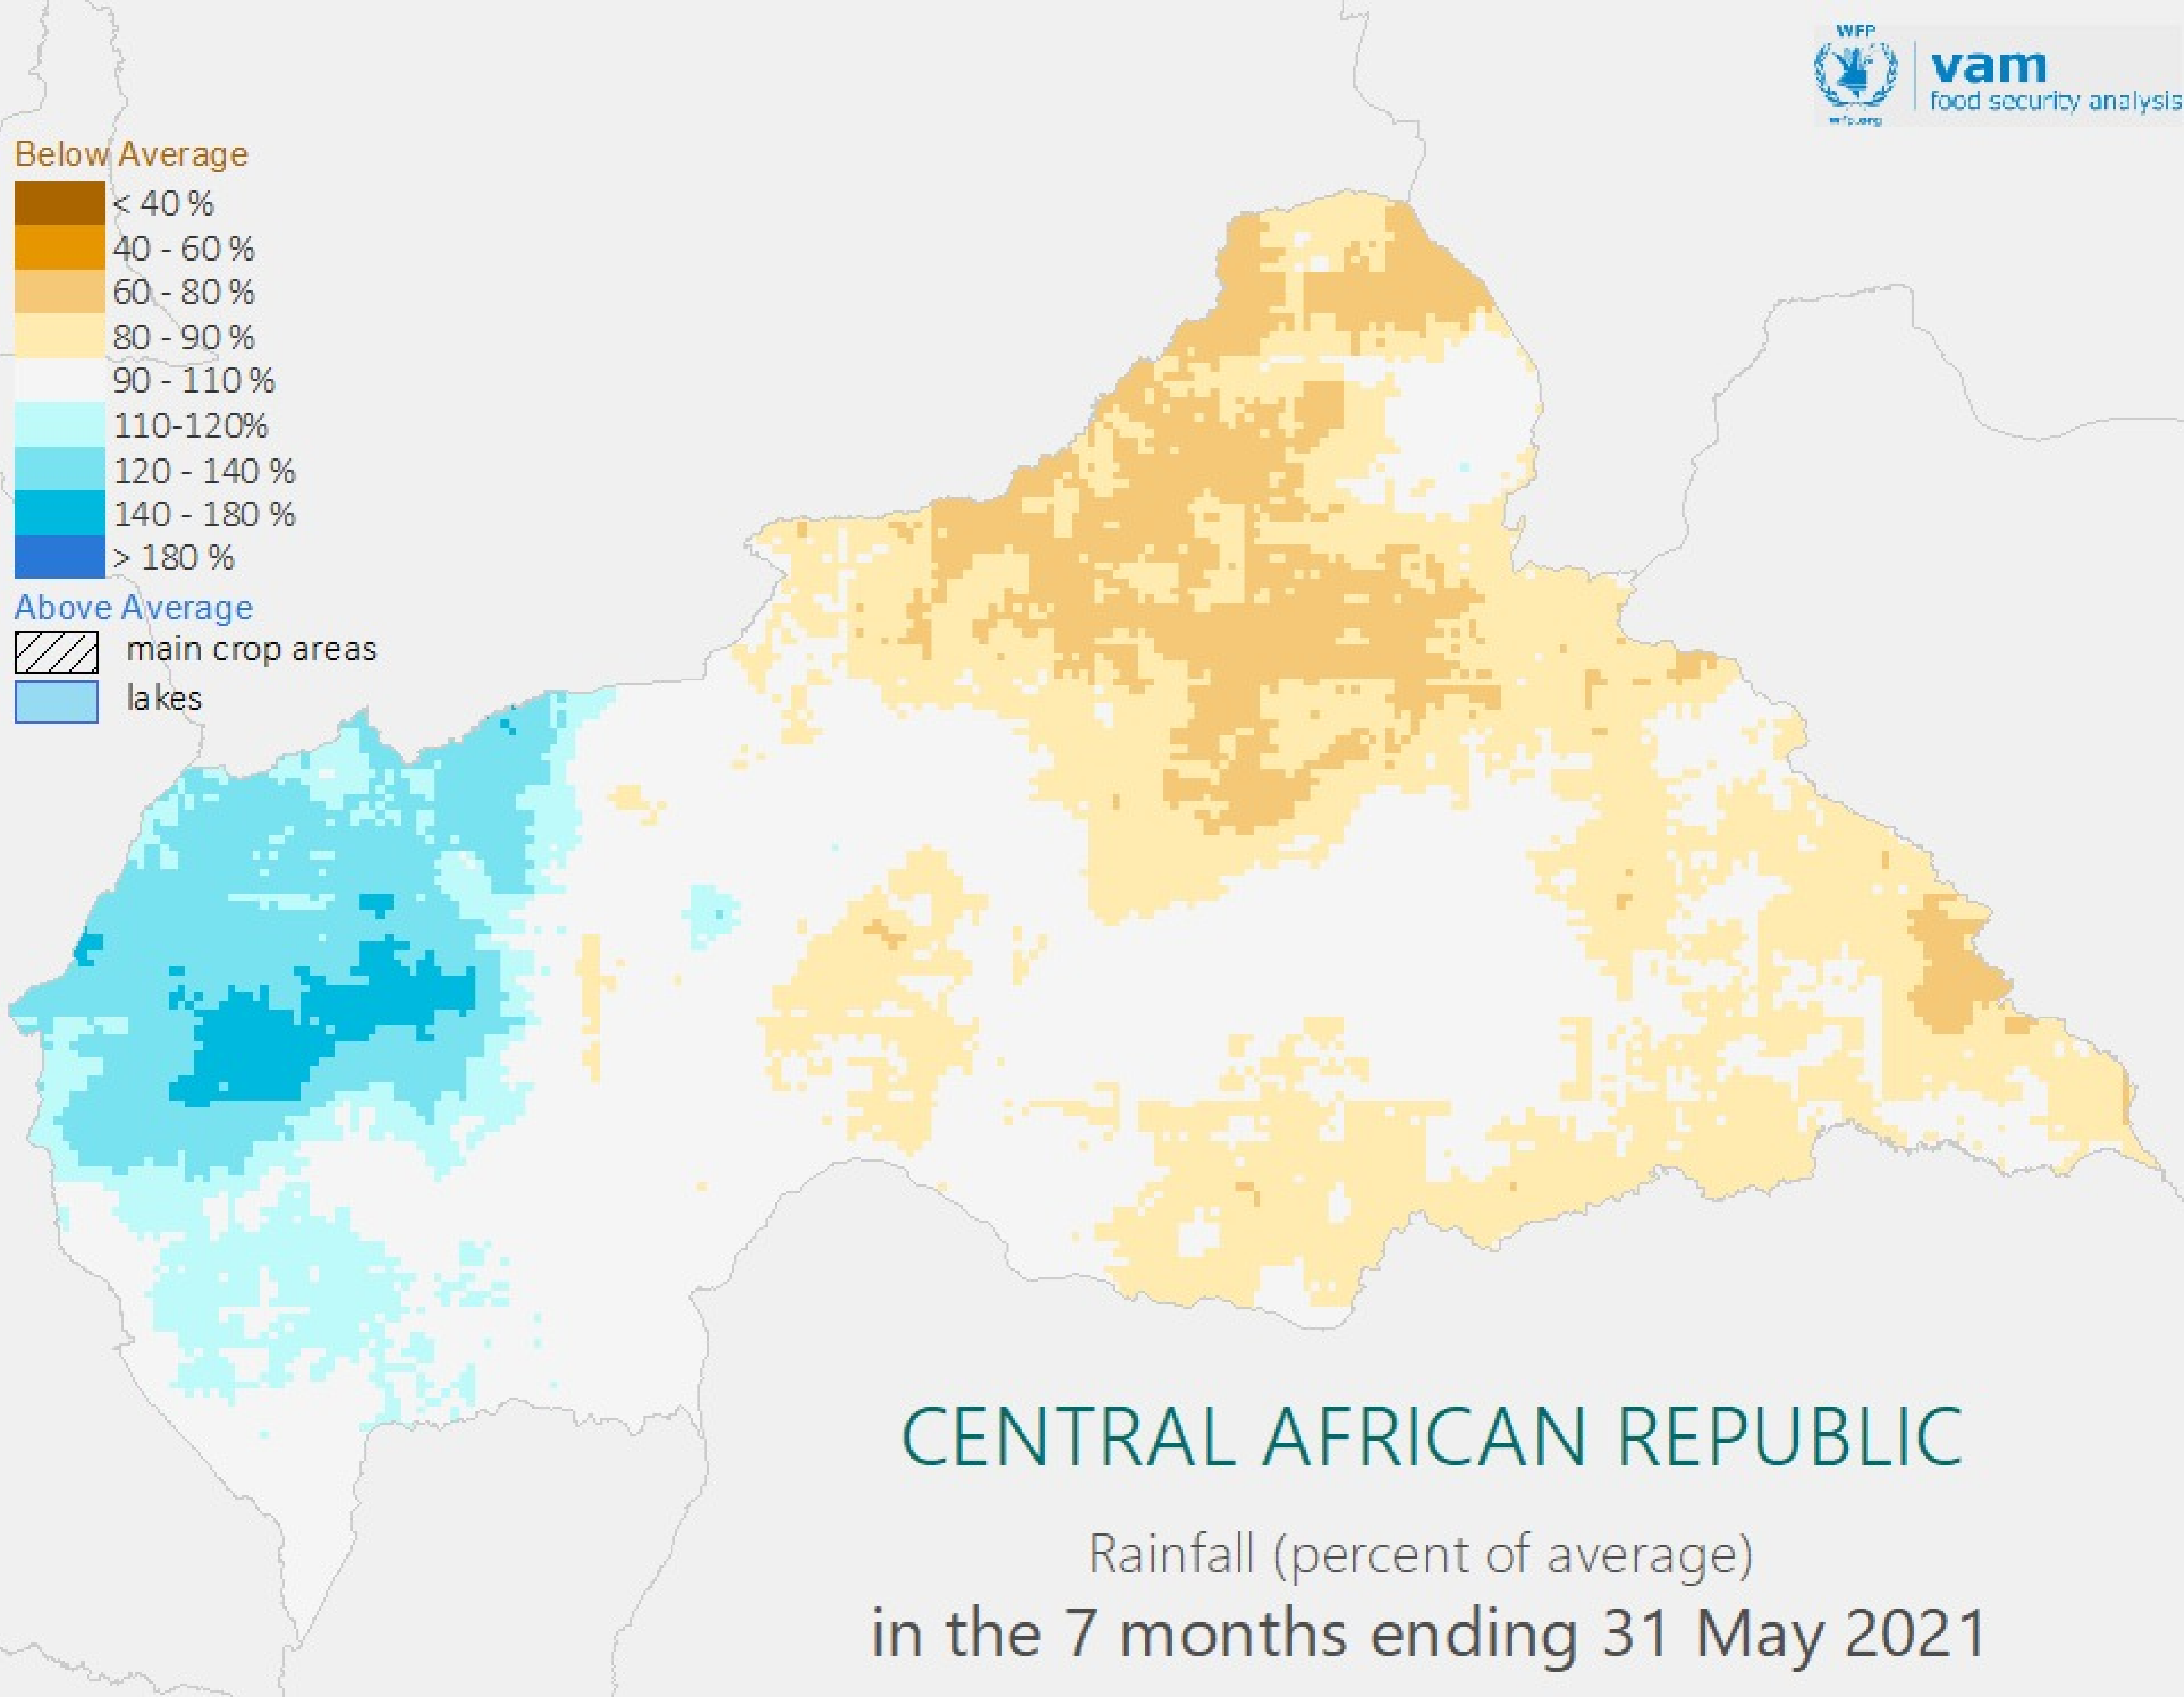 WFP
wfp.org
vam
food security analysis
Below Average
< 40 %
40 - 60 %
60 - 80 %
80 - 90 %
90 - 110 %
110-120%
120 - 140 %
140 - 180 %
> 180 %
Above Average
main crop areas
lakes
CENTRAL AFRICAN REPUBLIC
Rainfall (percent of average)
in the 7 months ending 31 May 2021